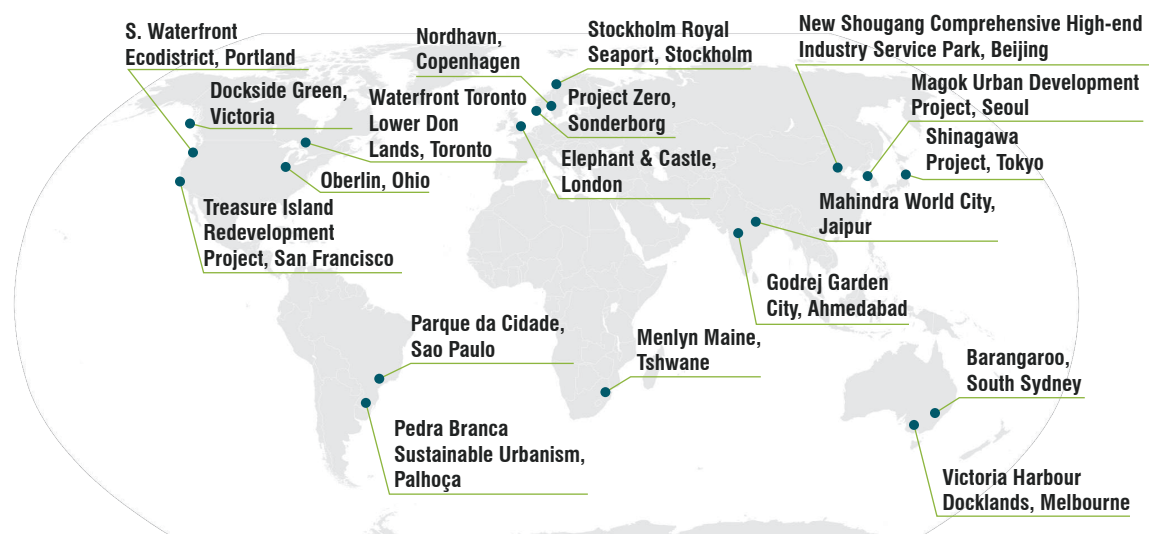 S. Waterfront
Ecodistrict, Portland
Dockside Green,
Victoria
Nordhavn,
Copenhagen
Waterfront Toronto
Lower Don
Lands, Toronto
Oberlin, Ohio
Treasure Island
Redevelopment
Project, San Francisco
Stockholm Royal
Seaport, Stockholm
Project Zero,
Sonderborg
Elephant & Castle,
London
New Shougang Comprehensive High-end
Industry Service Park, Beijing
Magok Urban Development
Project, Seoul
Shinagawa
Project, Tokyo
Mahindra World City,
Jaipur
Godrej Garden
City, Ahmedabad
Parque da Cidade,
Sao Paulo
Menlyn Maine,
Tshwane
Barangaroo,
South Sydney
Pedra Branca
Sustainable Urbanism,
Palhoça
Victoria Harbour
Docklands, Melbourne